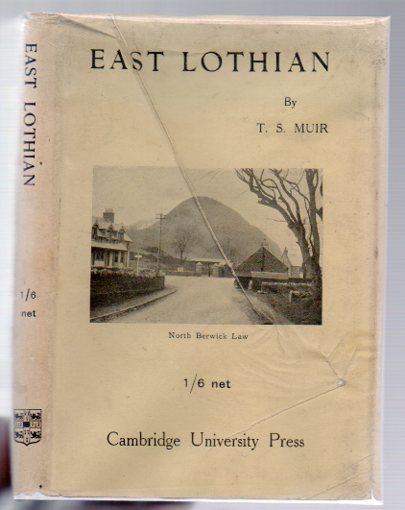 EAST LOTHIAN
By
T. S. MUIR
North Berwick Law
1/6 net
Cambridge University Press
EAST LOTHIAN
1/6
net